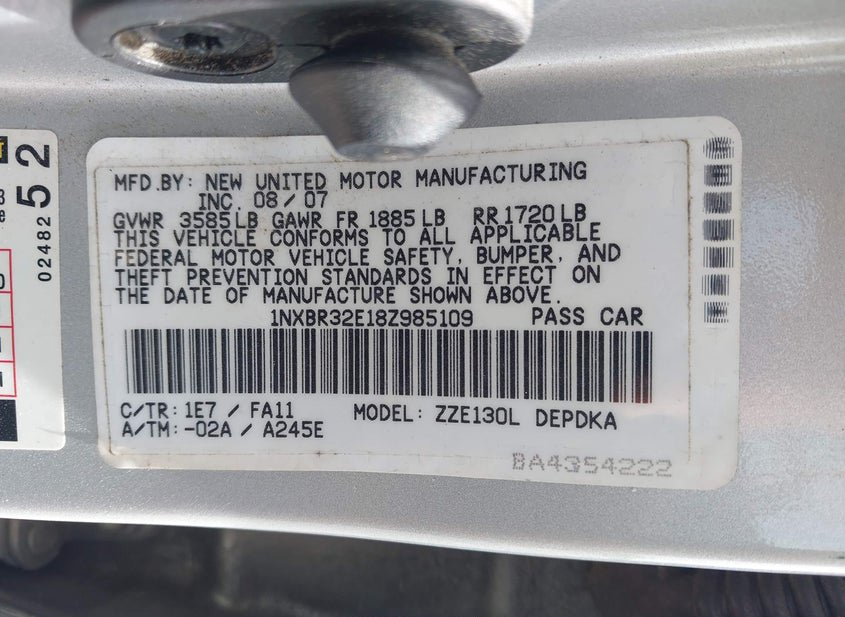 MFD.BY: NEW UNITED MOTOR MANUFACTURING
INC. 08/07
GVWR 3585LB GAWR FR 1885LB RR1720LB
THIS VEHICLE CONFORMS TO ALL APPLICABLE
FEDERAL MOTOR VEHICLE SAFETY, BUMPER, AND
THEFT PREVENTION STANDARDS IN EFFECT ON
THE DATE OF MANUFACTURE SHOWN ABOVE.
1NXBR32E18Z985109 PASS CAR
C/TR: 1E7 / FA11 MODEL: ZZE130L DEPDKA
A/TM: -02A / A245E
BA4354222
02482 52